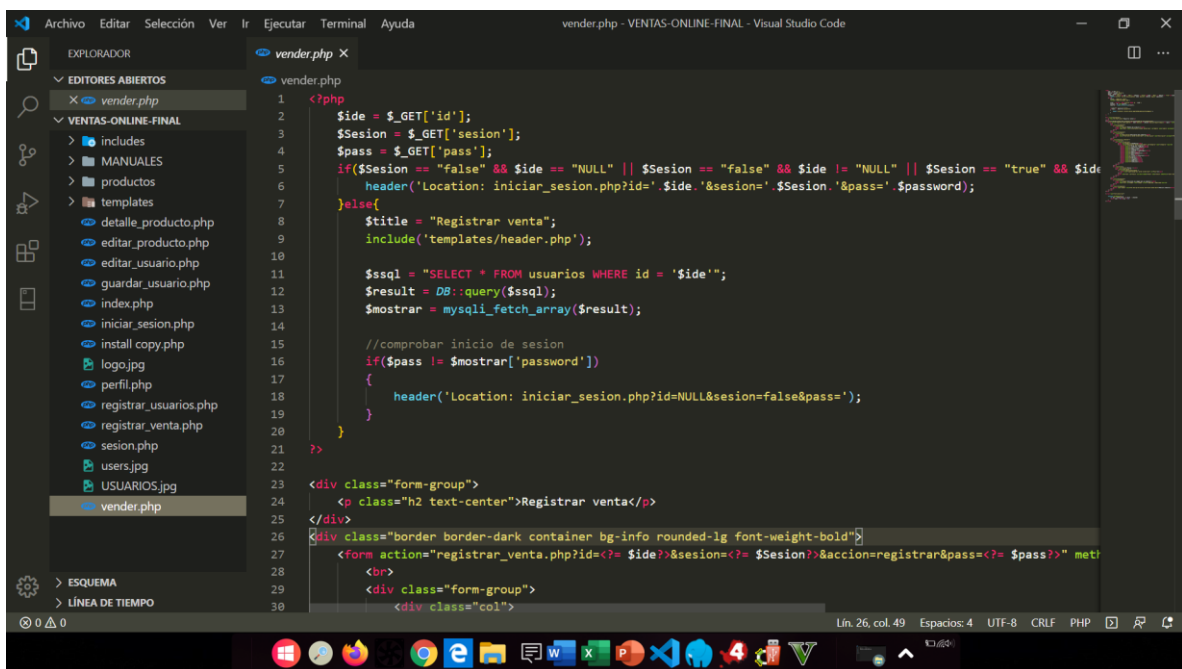 Archivo Editar Selección Ver Ir Ejecutar Terminal Ayuda vender.php - VENTAS-ONLINE-FINAL - Visual Studio Code
EXPLORADOR
EDITORES ABIERTOS
vender.php
VENTAS-ONLINE-FINAL
includes
MANUALES
productos
templates
detalle_producto.php
editar_producto.php
editar_usuario.php
guardar_usuario.php
index.php
iniciar_sesion.php
install copy.php
logo.jpg
perfil.php
registrar_usuarios.php
registrar_venta.php
sesion.php
users.jpg
USUARIOS.jpg
vender.php
ESQUEMA
LÍNEA DE TIEMPO
vender.php
vender.php
1 <?php
2 $ide = $_GET['id'];
3 $Sesion = $_GET['sesion'];
4 $pass = $_GET['pass'];
5 if($Sesion == "false" && $ide == "NULL" || $Sesion == "false" && $ide != "NULL" || $Sesion == "true" && $ide
6 header('Location: iniciar_sesion.php?id='.$ide.'&sesion='.$Sesion.'&pass='.$password);
7 }else{
8 $title = "Registrar venta";
9 include('templates/header.php');
10
11 $ssql = "SELECT * FROM usuarios WHERE id = '$ide'";
12 $result = DB::query($ssql);
13 $mostrar = mysqli_fetch_array($result);
14
15 //comprobar inicio de sesion
16 if($pass != $mostrar['password'])
17 {
18 header('Location: iniciar_sesion.php?id=NULL&sesion=false&pass=');
19 }
20 }
21 ?>
22
23 <div class="form-group">
24 <p class="h2 text-center">Registrar venta</p>
25 </div>
26 <div class="border border-dark container bg-info rounded-lg font-weight-bold">
27 <form action="registrar_venta.php?id=<?= $ide?>&sesion=<?= $Sesion?>&accion=registrar&pass=<?= $pass?>" meth
28 <br>
29 <div class="form-group">
30 <div class="col">
0 0 Lín. 26, col. 49 Espacios: 4 UTF-8 CRLF PHP